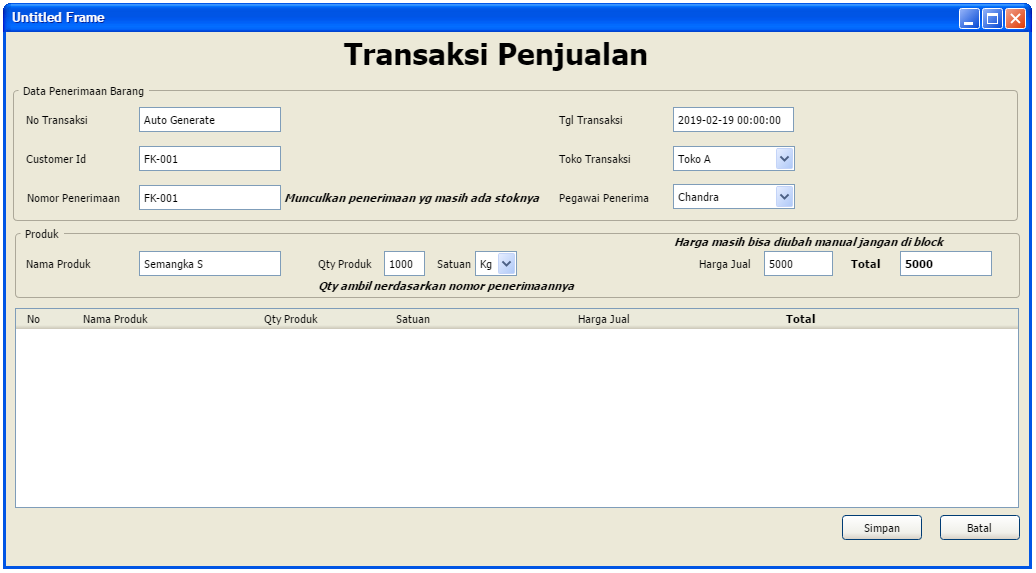 Untitled Frame
Transaksi Penjualan
Data Penerimaan Barang
No Transaksi Auto Generate Tgl Transaksi 2019-02-19 00:00:00
Customer Id FK-001 Toko Transaksi Toko A
Nomor Penerimaan FK-001 Munculkan penerimaan yg masih ada stoknya Pegawai Penerima Chandra
Produk
Harga masih bisa diubah manual jangan di block
Nama Produk Semangka S Qty Produk 1000 Satuan Kg Harga Jual 5000 Total 5000
Qty ambil nerdasarkan nomor penerimaannya
No Nama Produk Qty Produk Satuan Harga Jual Total
Simpan Batal